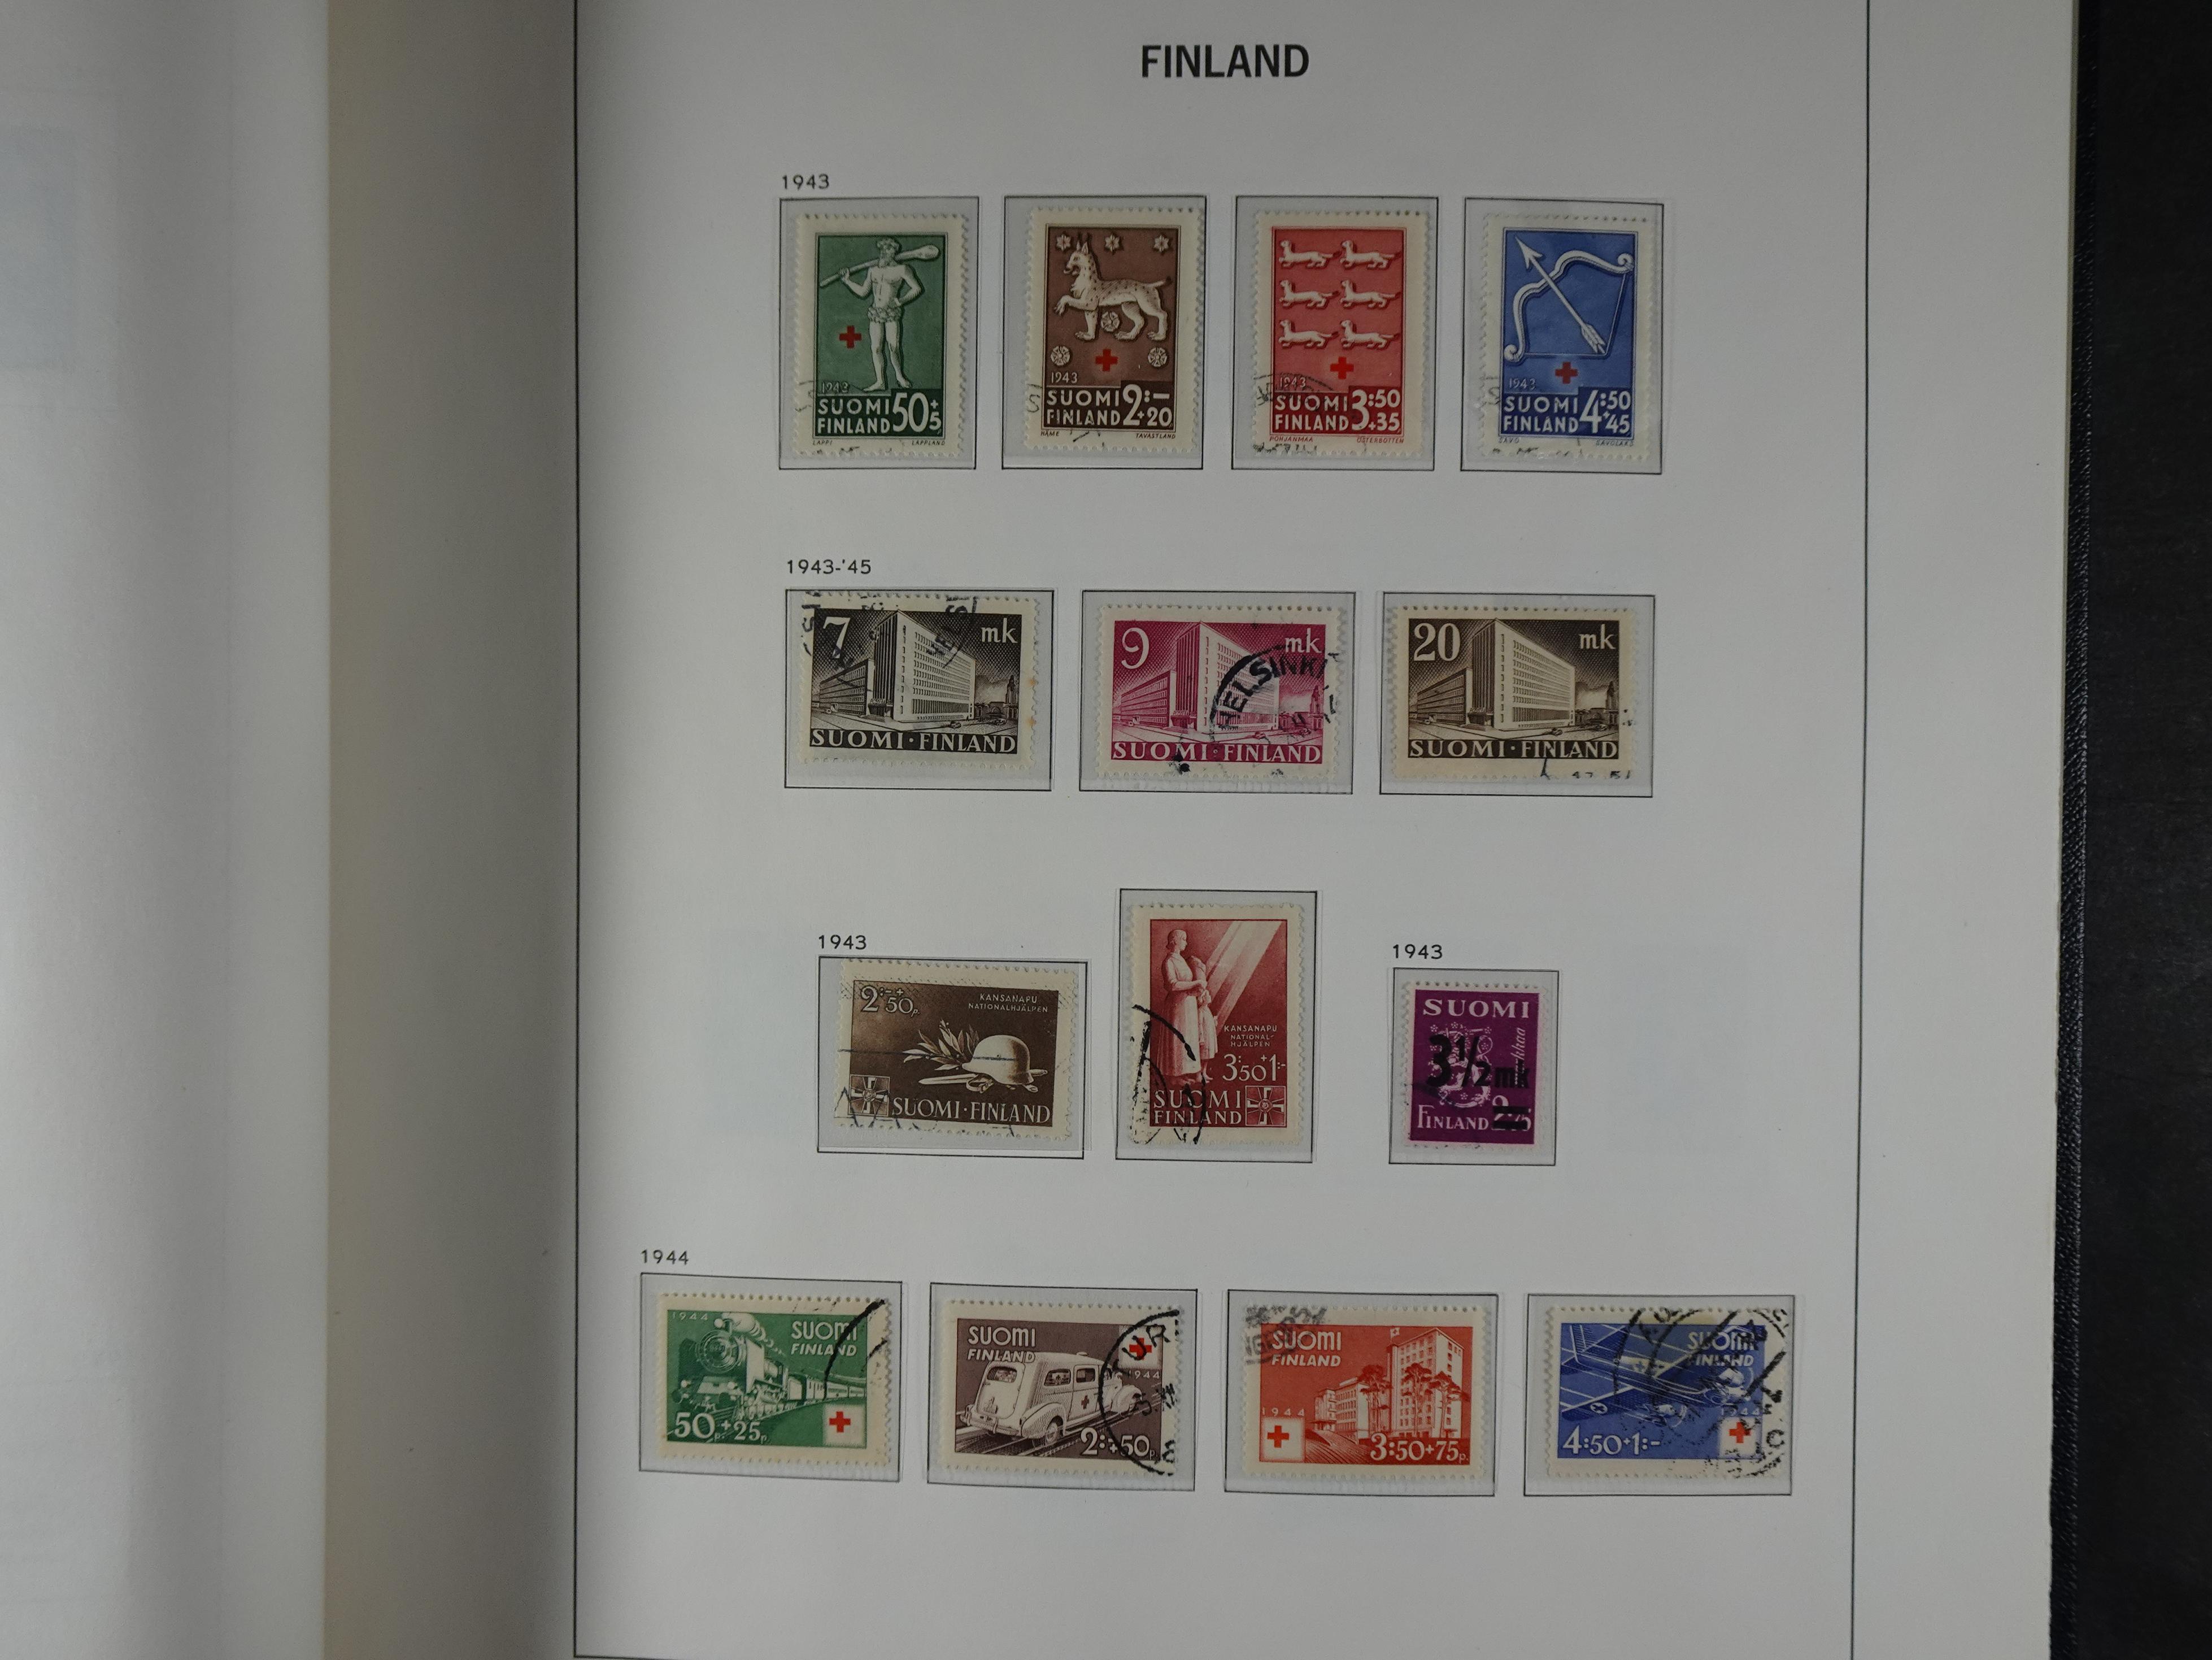 FINLAND
1943
1943
SUOMI 50+5
FINLAND
LAPPI LAPPLAND
1943
SUOMI 2:-
FINLAND +20
HÄME TAVASTLAND
1943
SUOMI 3:50
FINLAND +35
POHJANMAA ÖSTERBOTTEN
1943
SUOMI 4:50
FINLAND +45
SAVO SAVOLAKS
1943-'45
7 mk
SUOMI·FINLAND
9 mk
HELSINKI
SUOMI·FINLAND
20 mk
SUOMI·FINLAND
1943
2:-+50p.
KANSANAPU
NATIONALHJÄLPEN
SUOMI·FINLAND
KANSANAPU
NATIONAL-
HJÄLPEN
3:50+1:-
SUOMI
FINLAND
1943
SUOMI
3½ mk
FINLAND
1944
1944
SUOMI
FINLAND
50p.+25p.
SUOMI
FINLAND
1944
2:-+50p.
SUOMI
FINLAND
1944
3:50+75p.
SUOMI
FINLAND
1944
4:50+1:-